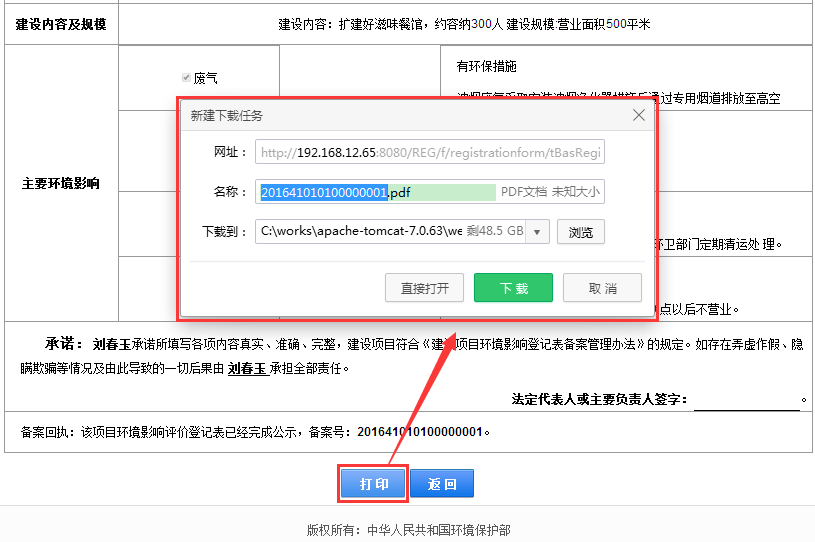 建设内容及规模
建设内容：扩建好滋味餐馆，约容纳300人 建设规模:营业面积500平米
废气
有环保措施
过专用烟道排放至高空
新建下载任务
网址：
http://192.168.12.65:8080/REG/f/registrationform/tBasRegi
名称：
201641010100000001.pdf
PDF文档 未知大小
主要环境影响
下载到：
C:\works\apache-tomcat-7.0.63\we 剩48.5 GB
浏览
卫部门定期清运处 理。
直接打开
下 载
取 消
点以后不营业。
承诺：刘春玉承诺所填写各项内容真实、准确、完整，建设项目符合《建设项目环境影响登记表备案管理办法》的规定。如存在弄虚作假、隐
瞒欺骗等情况及由此导致的一切后果由 刘春玉 承担全部责任。
法定代表人或主要负责人签字：。
备案回执：该项目环境影响评价登记表已经完成公示，备案号：201641010100000001。
打 印
返 回
版权所有：中华人民共和国环境保护部